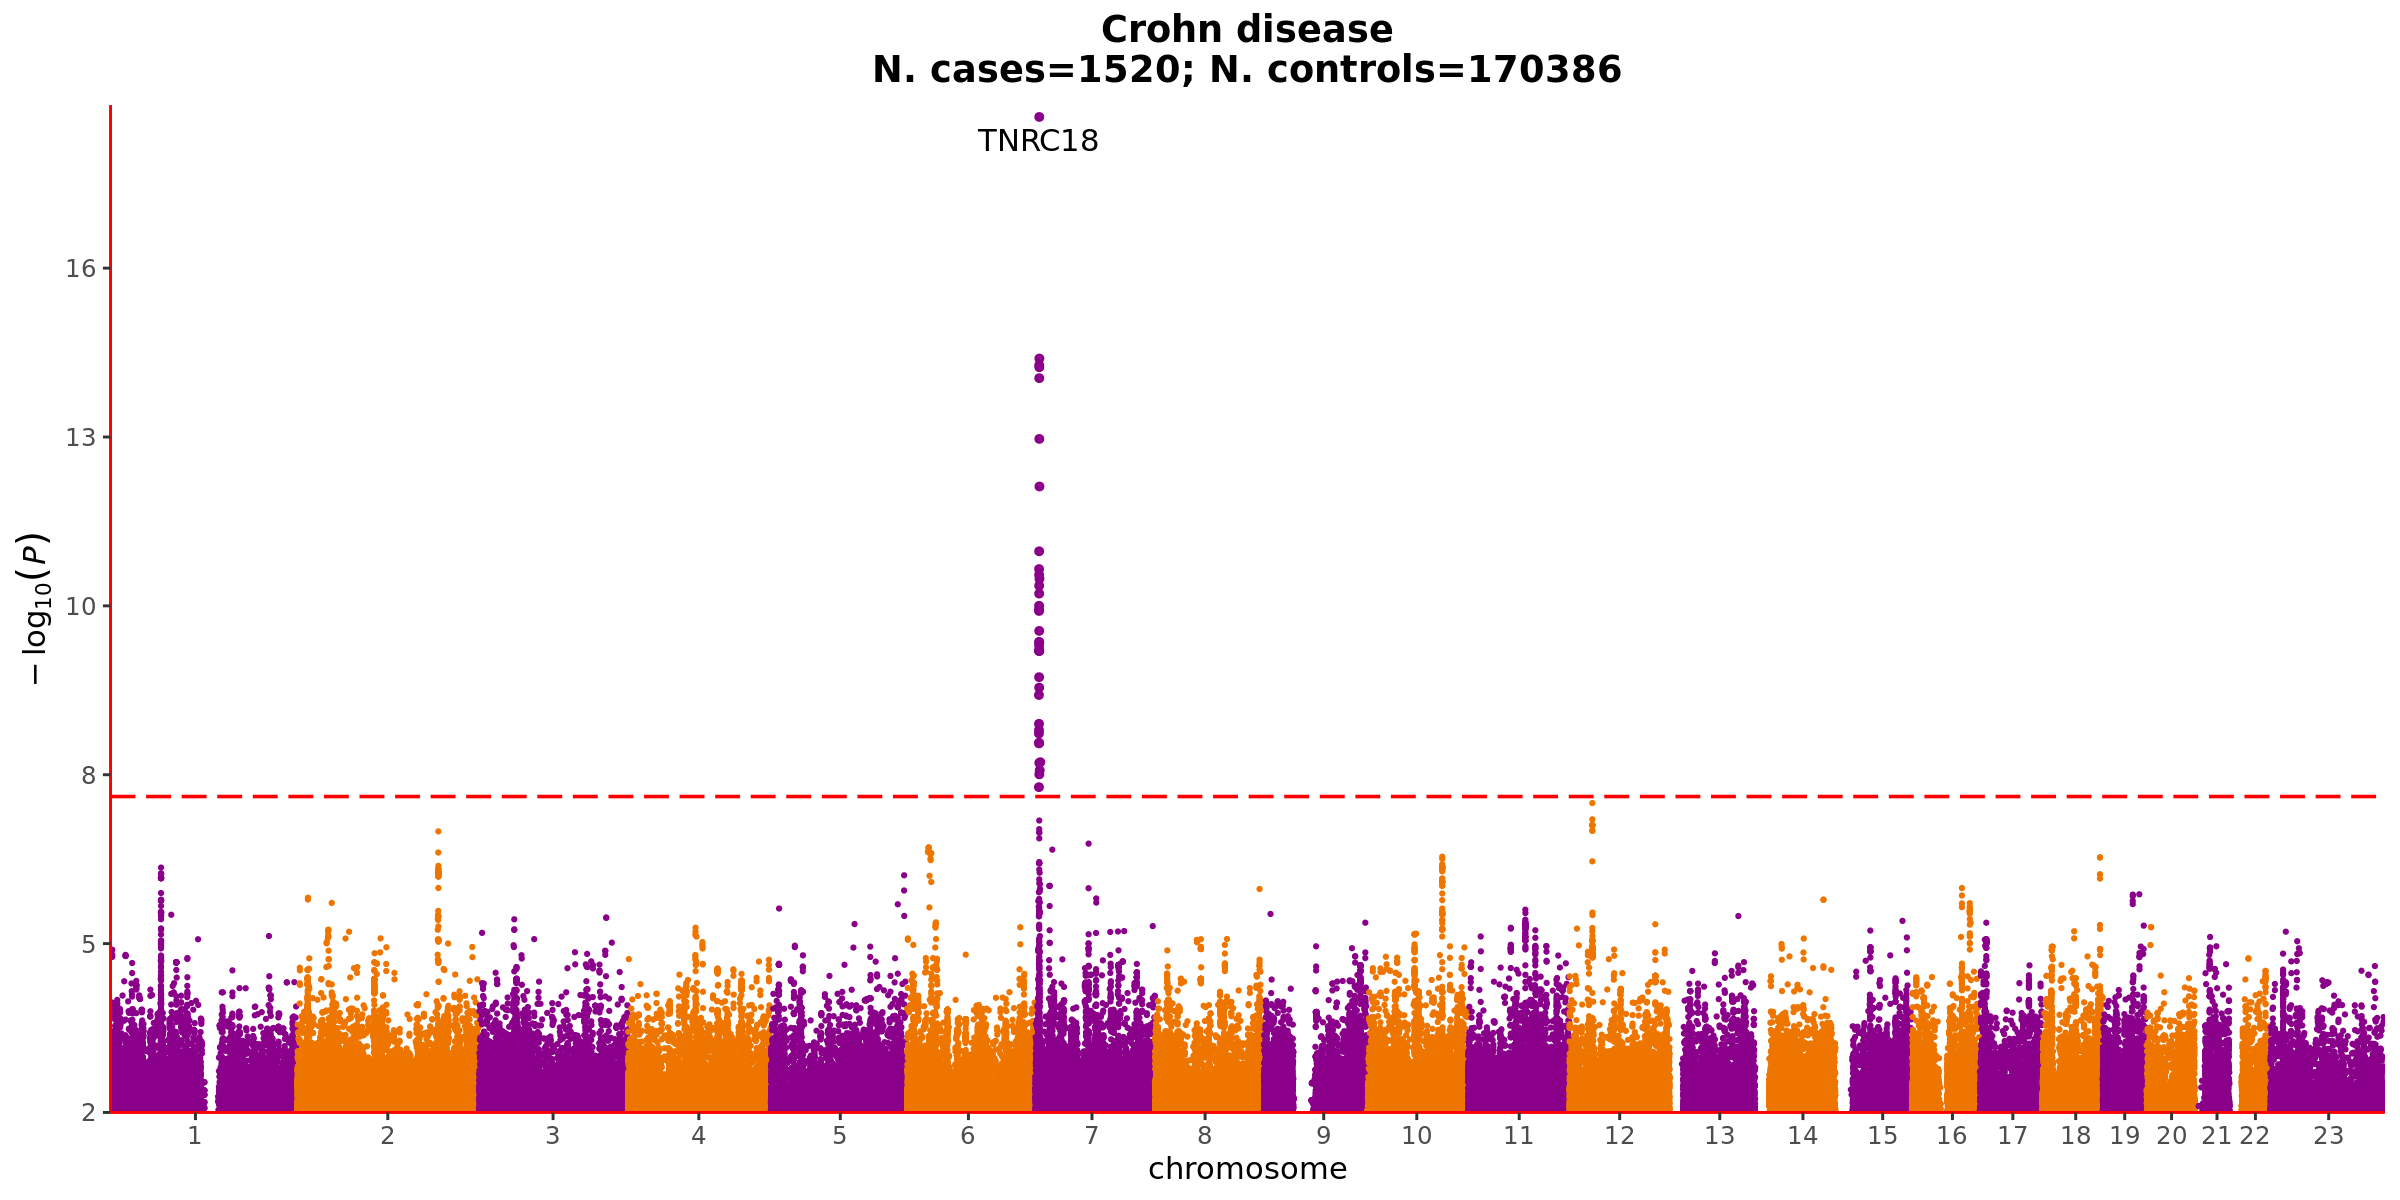 Crohn disease
N. cases=1520; N. controls=170386
TNRC18
16
13
10
8
5
2
−log10(P)
1 2 3 4 5 6 7 8 9 10 11 12 13 14 15 16 17 18 19 20 21 22 23
chromosome